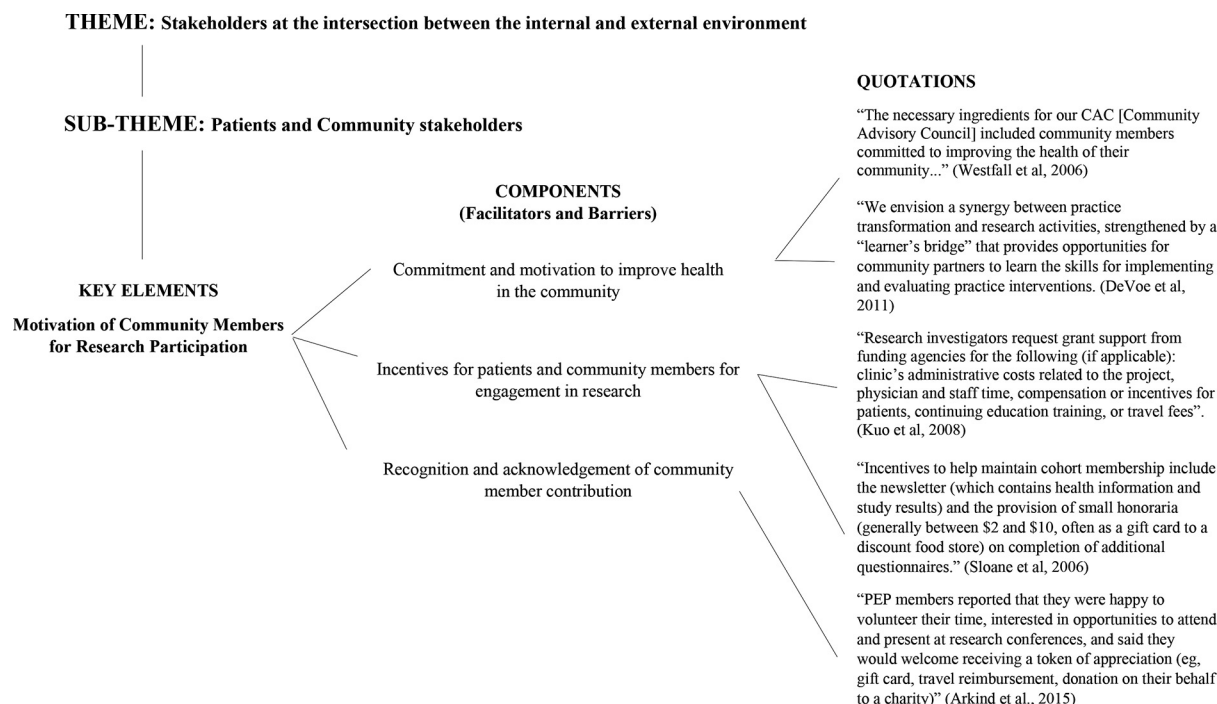 THEME: Stakeholders at the intersection between the internal and external environment
SUB-THEME: Patients and Community stakeholders
KEY ELEMENTS
Motivation of Community Members
for Research Participation
COMPONENTS
(Facilitators and Barriers)
Commitment and motivation to improve health
in the community
Incentives for patients and community members for
engagement in research
Recognition and acknowledgement of community
member contribution
QUOTATIONS
“The necessary ingredients for our CAC [Community
Advisory Council] included community members
committed to improving the health of their
community...” (Westfall et al, 2006)
“We envision a synergy between practice
transformation and research activities, strengthened by a
“learner’s bridge” that provides opportunities for
community partners to learn the skills for implementing
and evaluating practice interventions. (DeVoe et al,
2011)
“Research investigators request grant support from
funding agencies for the following (if applicable):
clinic’s administrative costs related to the project,
physician and staff time, compensation or incentives for
patients, continuing education training, or travel fees”.
(Kuo et al, 2008)
“Incentives to help maintain cohort membership include
the newsletter (which contains health information and
study results) and the provision of small honoraria
(generally between $2 and $10, often as a gift card to a
discount food store) on completion of additional
questionnaires.” (Sloane et al, 2006)
“PEP members reported that they were happy to
volunteer their time, interested in opportunities to attend
and present at research conferences, and said they
would welcome receiving a token of appreciation (eg,
gift card, travel reimbursement, donation on their behalf
to a charity)” (Arkind et al., 2015)